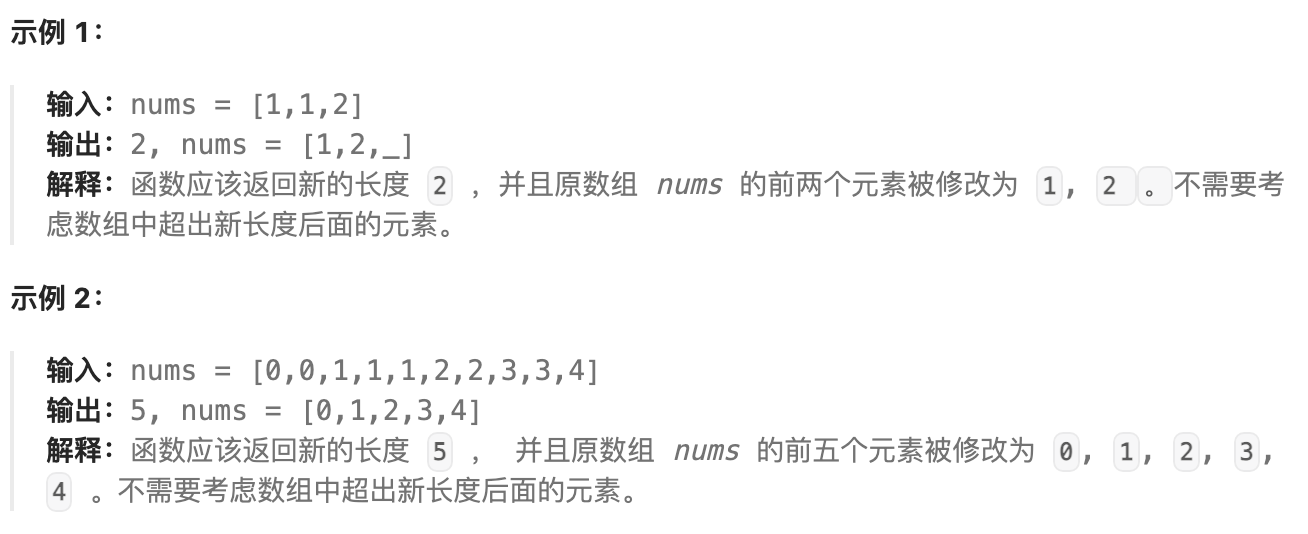 示例 1：
输入：nums = [1,1,2]
输出：2, nums = [1,2,_]
解释：函数应该返回新的长度 2 ，并且原数组 nums 的前两个元素被修改为 1, 2 。不需要考
虑数组中超出新长度后面的元素。
示例 2：
输入：nums = [0,0,1,1,1,2,2,3,3,4]
输出：5, nums = [0,1,2,3,4]
解释：函数应该返回新的长度 5 ， 并且原数组 nums 的前五个元素被修改为 0, 1, 2, 3,
4 。不需要考虑数组中超出新长度后面的元素。